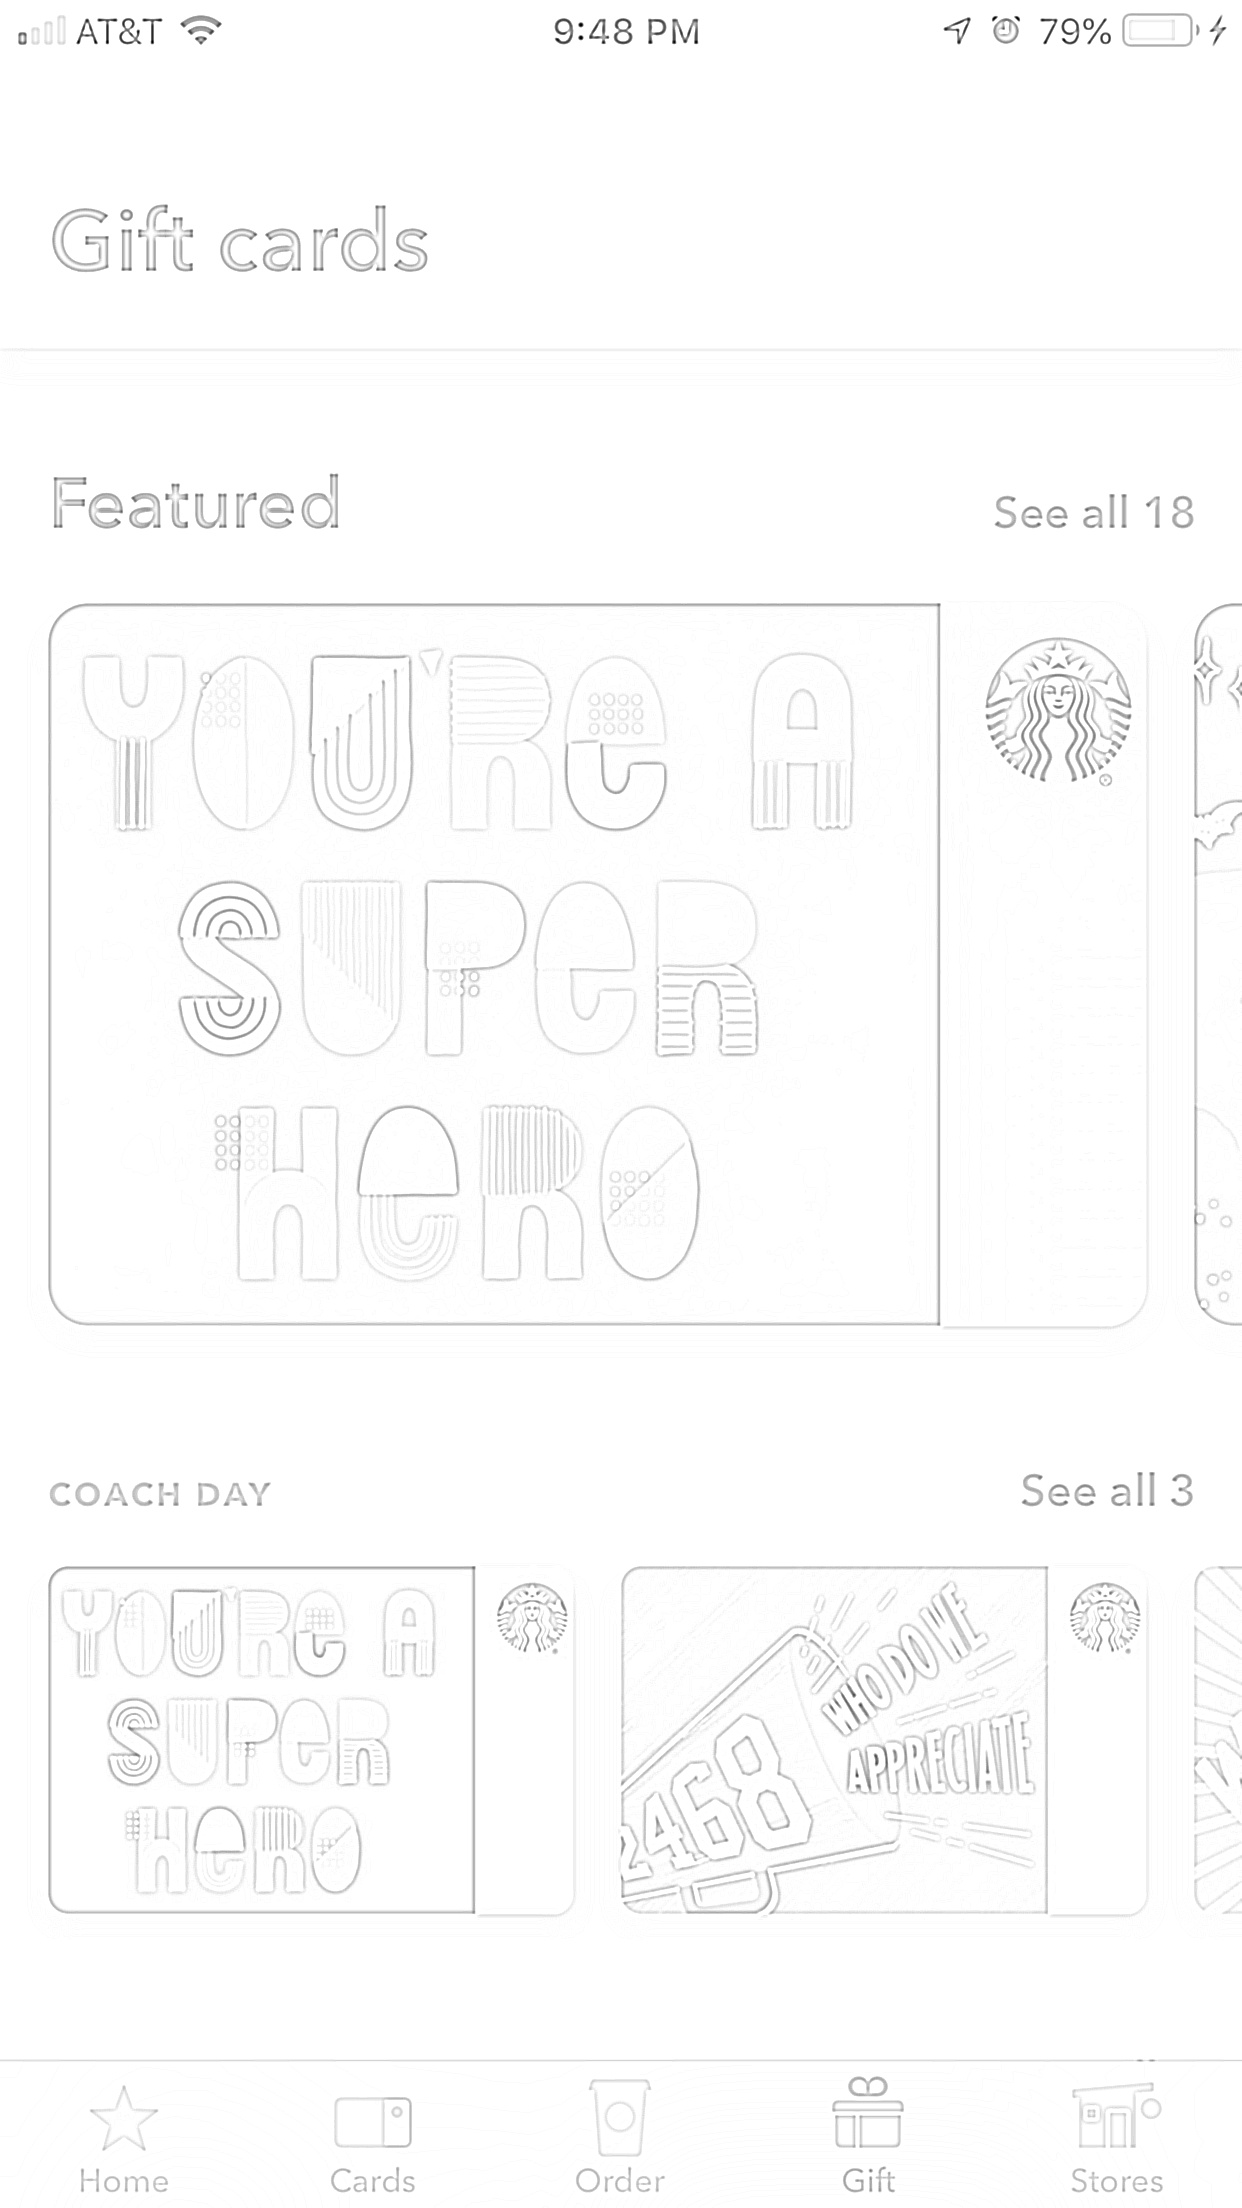 AT&T 9:48 PM 79%
Gift cards
Featured See all 18
YOU'Re A
SUPeR
HeRO
COACH DAY See all 3
YOU'Re A
SUPeR
HeRO
2468
WHO DO WE
APPRECIATE
Home Cards Order Gift Stores